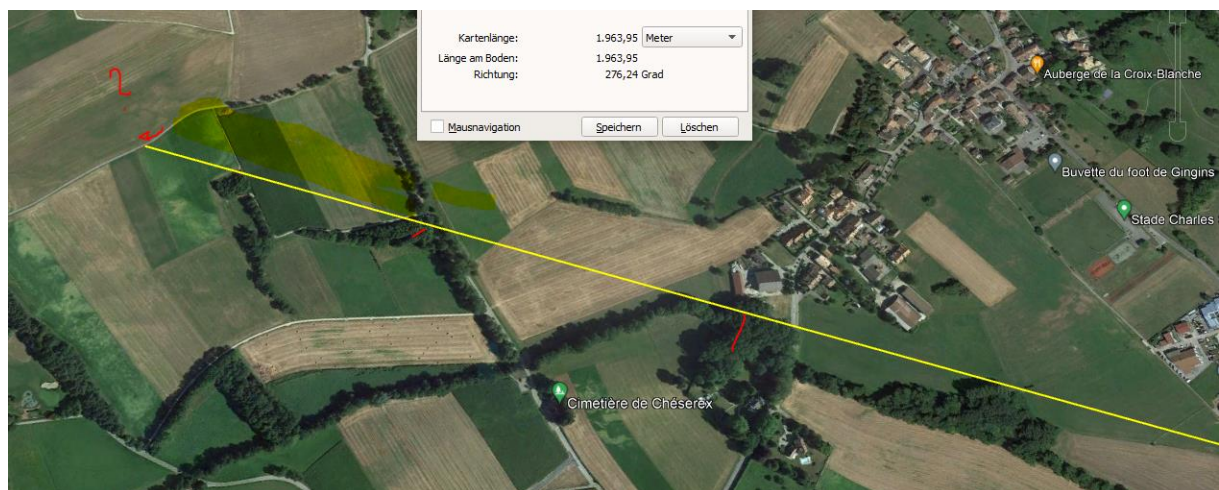 Kartenlänge: 1.963,95 Meter
Länge am Boden: 1.963,95
Richtung: 276,24 Grad
Mausnavigation Speichern Löschen
Auberge de la Croix-Blanche
Buvette du foot de Gingins
Stade Charles
Cimetière de Chéserex
?